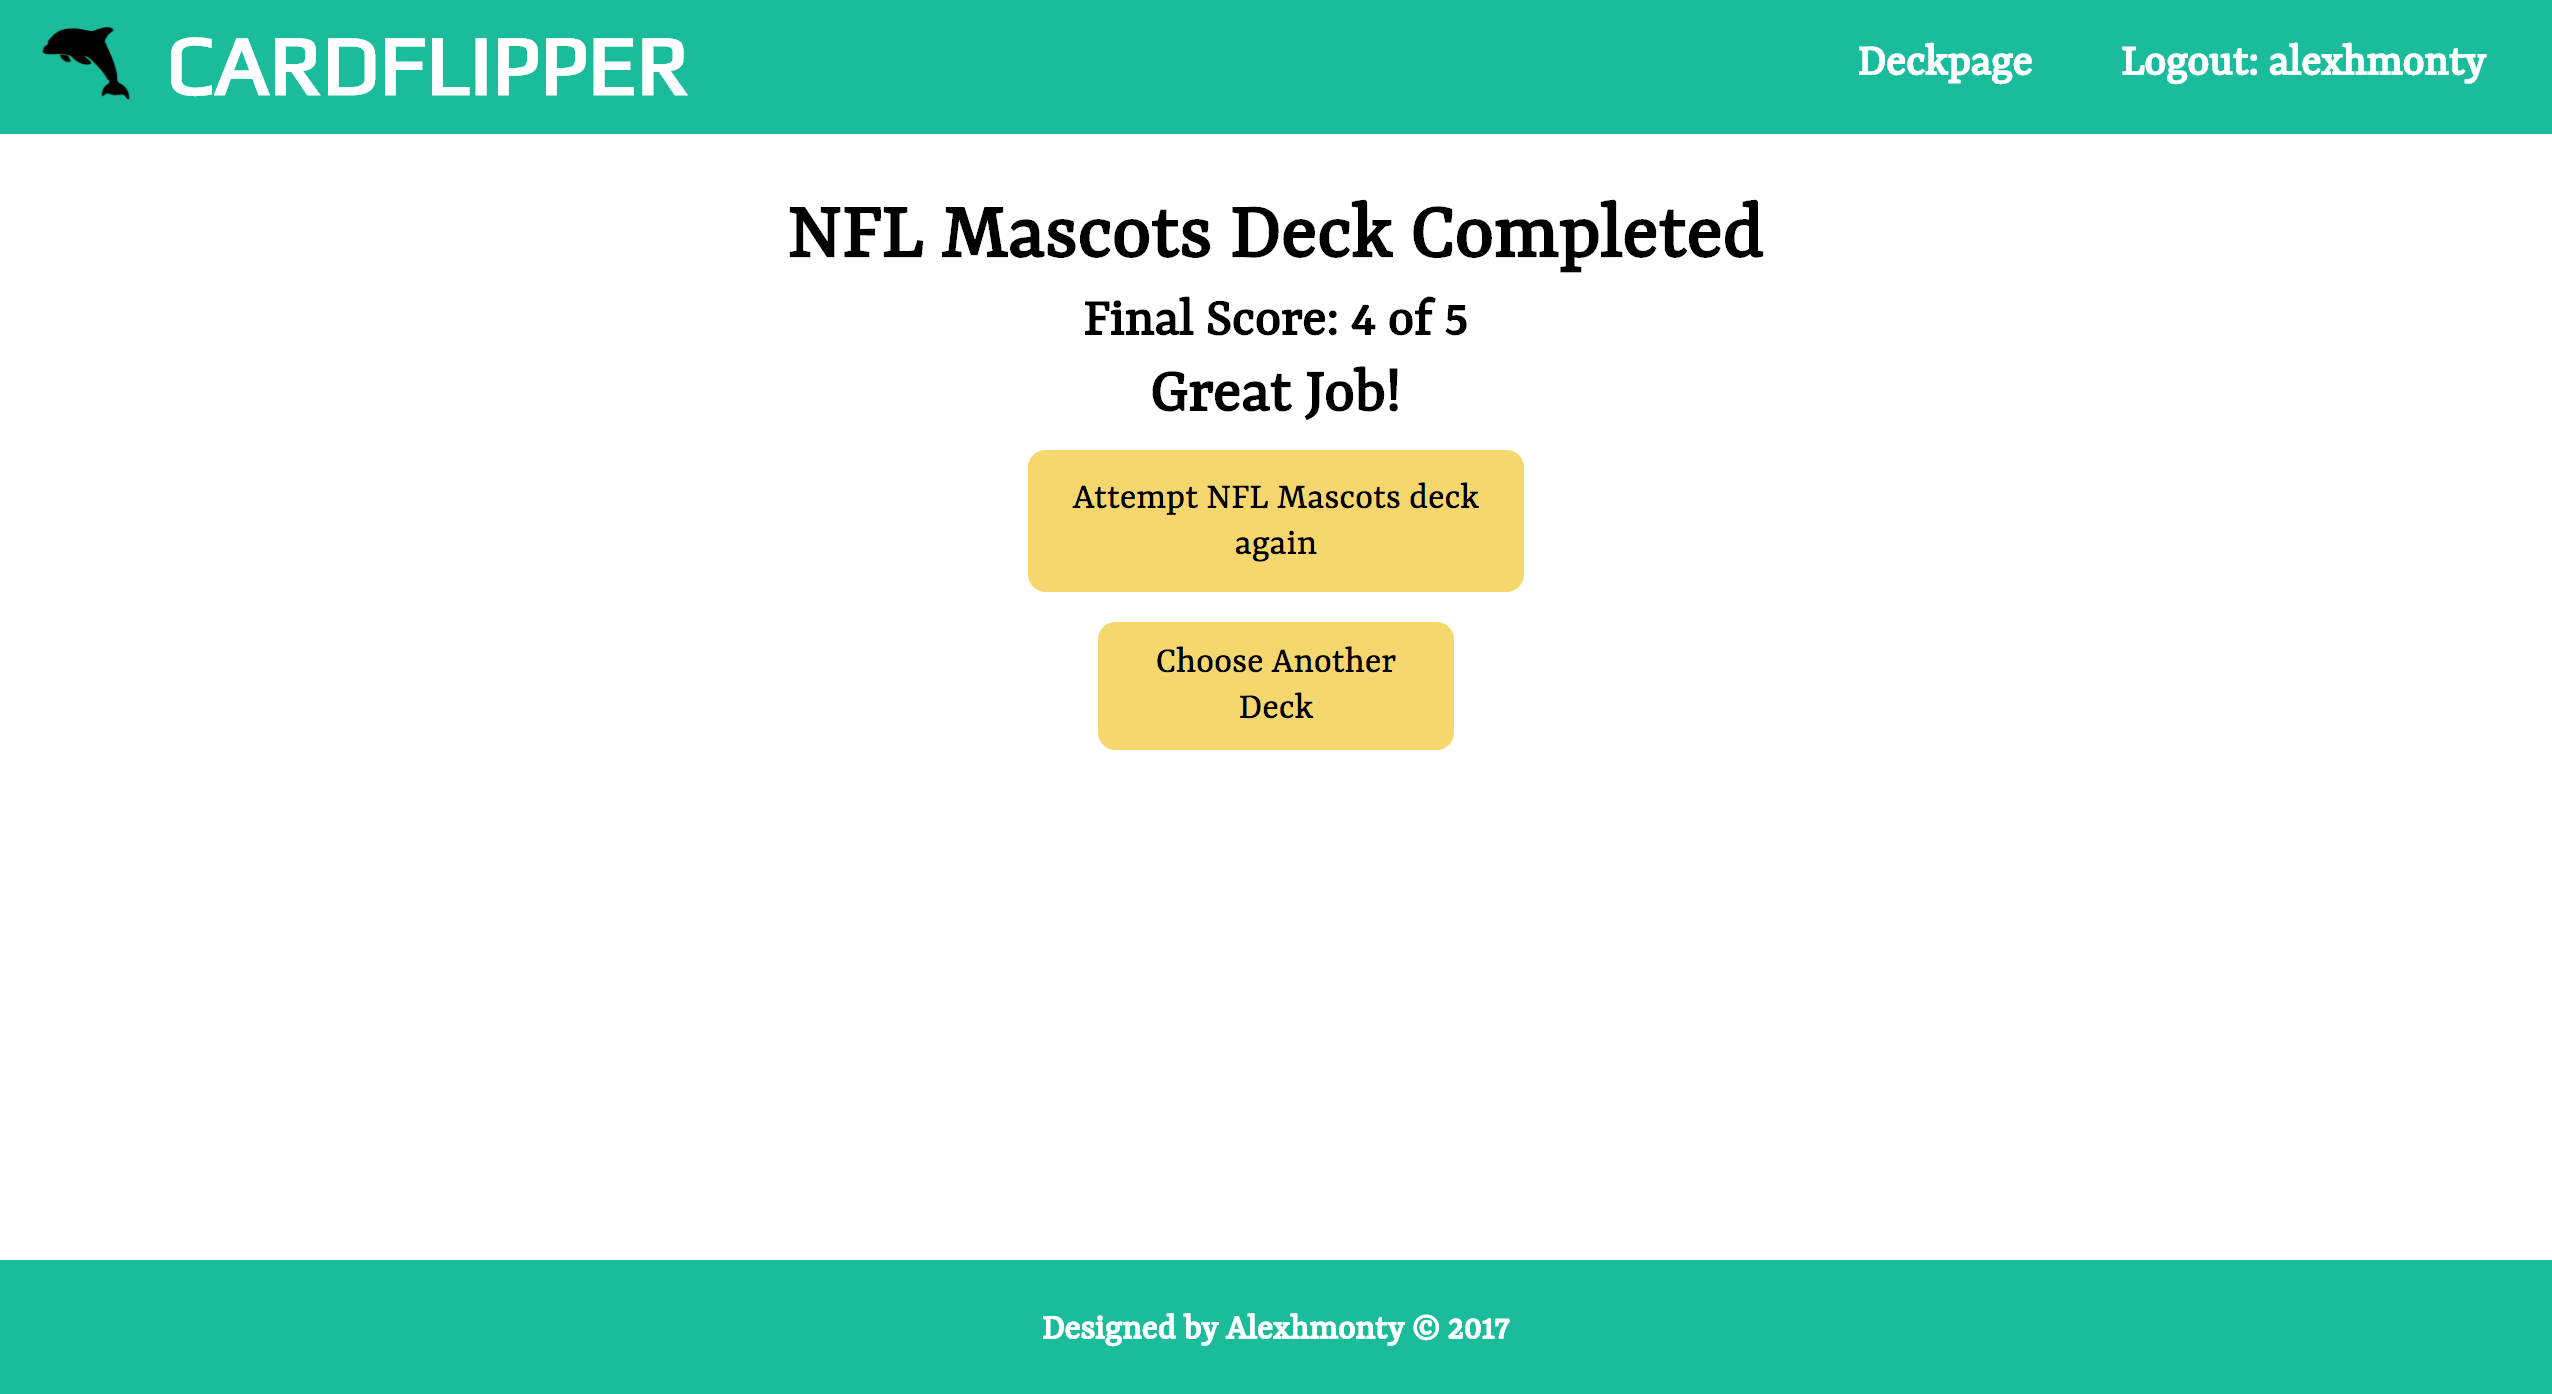 CARDFLIPPER
Deckpage
Logout: alexhmonty
NFL Mascots Deck Completed
Final Score: 4 of 5
Great Job!
Attempt NFL Mascots deck
again
Choose Another
Deck
Designed by Alexhmonty © 2017